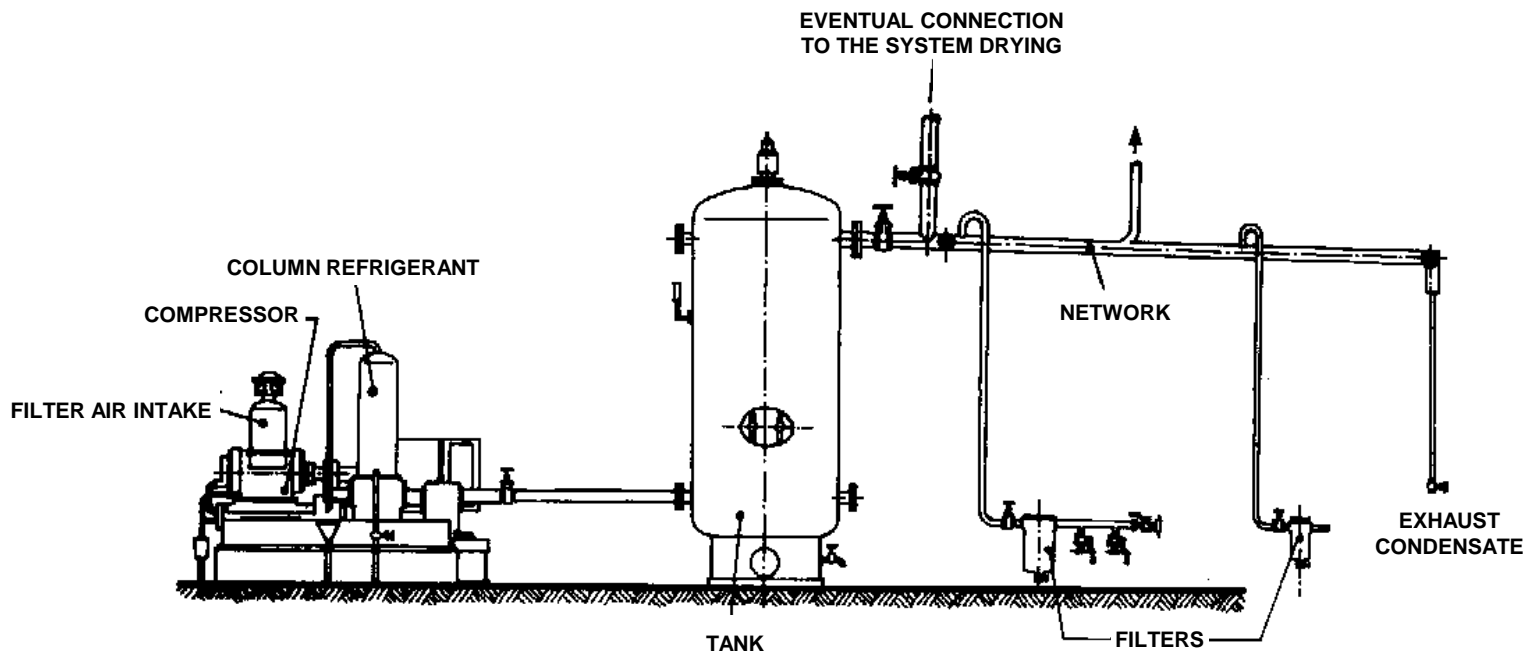 EVENTUAL CONNECTION
TO THE SYSTEM DRYING
COLUMN REFRIGERANT
COMPRESSOR
NETWORK
FILTER AIR INTAKE
EXHAUST
CONDENSATE
TANK
FILTERS